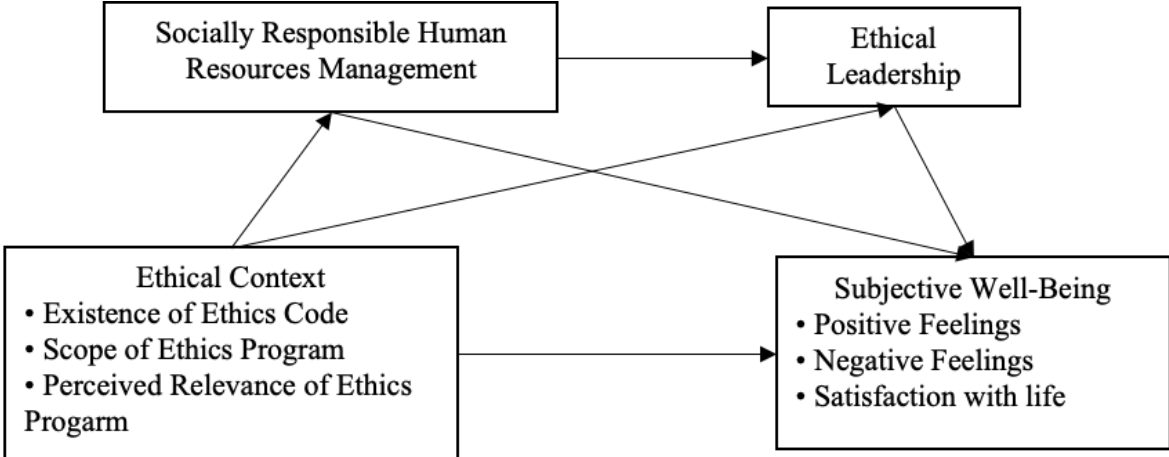 Socially Responsible Human
Resources Management
Ethical
Leadership
Ethical Context
• Existence of Ethics Code
• Scope of Ethics Program
• Perceived Relevance of Ethics
Progarm
Subjective Well-Being
• Positive Feelings
• Negative Feelings
• Satisfaction with life